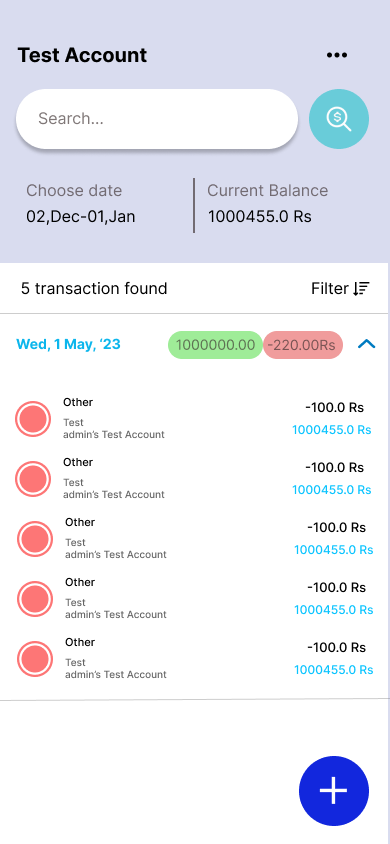 Test Account
Search...
Choose date
02,Dec-01,Jan
Current Balance
1000455.0 Rs
5 transaction found
Filter
Wed, 1 May, ‘23
1000000.00
-220.00Rs
Other
Test
admin’s Test Account
-100.0 Rs
1000455.0 Rs
Other
Test
admin’s Test Account
-100.0 Rs
1000455.0 Rs
Other
Test
admin’s Test Account
-100.0 Rs
1000455.0 Rs
Other
Test
admin’s Test Account
-100.0 Rs
1000455.0 Rs
Other
Test
admin’s Test Account
-100.0 Rs
1000455.0 Rs